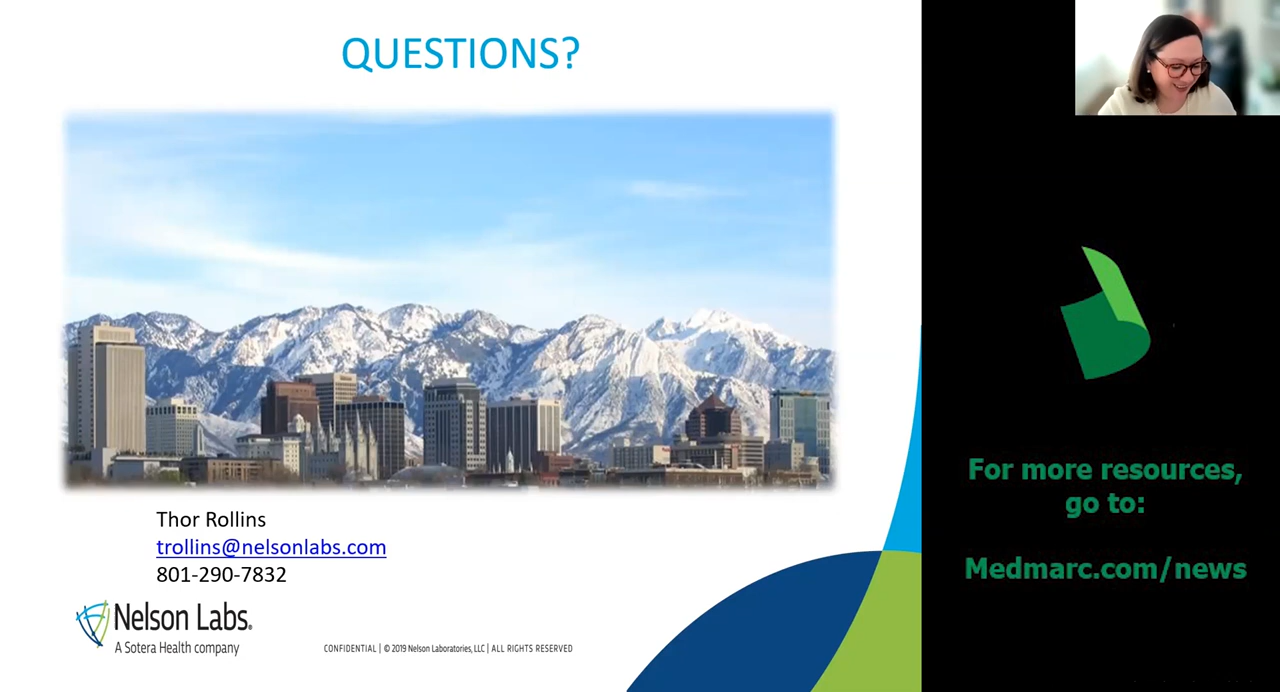 QUESTIONS?
Thor Rollins
trollins@nelsonlabs.com
801-290-7832
Nelson Labs®
A Sotera Health company
CONFIDENTIAL | © 2019 Nelson Laboratories, LLC | ALL RIGHTS RESERVED
For more resources,
go to:
Medmarc.com/news